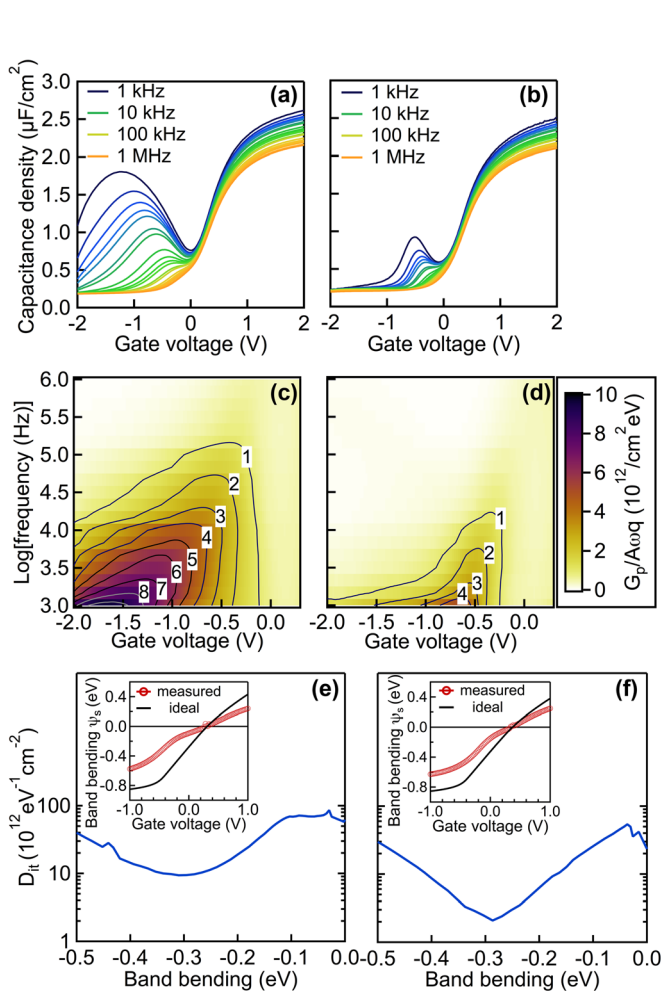 (a)
(b)
Capacitance density (µF/cm²)
3.0
2.5
2.0
1.5
1.0
0.5
0.0
1 kHz
10 kHz
100 kHz
1 MHz
1 kHz
10 kHz
100 kHz
1 MHz
-2 -1 0 1 2
-2 -1 0 1 2
Gate voltage (V)
Gate voltage (V)
(c)
(d)
Log[frequency (Hz)]
6.0
5.5
5.0
4.5
4.0
3.5
3.0
1
2
3
4
5
6
7
8
1
2
3
4
-2.0 -1.5 -1.0 -0.5 0.0
-2.0 -1.5 -1.0 -0.5 0.0
Gate voltage (V)
Gate voltage (V)
10
8
6
4
2
0
Gp/Aωq (10¹²/cm² eV)
(e)
(f)
Band bending ψs (eV)
0.4
0.0
-0.4
-0.8
measured
ideal
-1.0 0.0 1.0
Gate voltage (V)
Band bending ψs (eV)
0.4
0.0
-0.4
-0.8
measured
ideal
-1.0 0.0 1.0
Gate voltage (V)
Dit (10¹² eV⁻¹ cm⁻²)
100
10
1
-0.5 -0.4 -0.3 -0.2 -0.1 0.0
-0.5 -0.4 -0.3 -0.2 -0.1 0.0
Band bending (eV)
Band bending (eV)